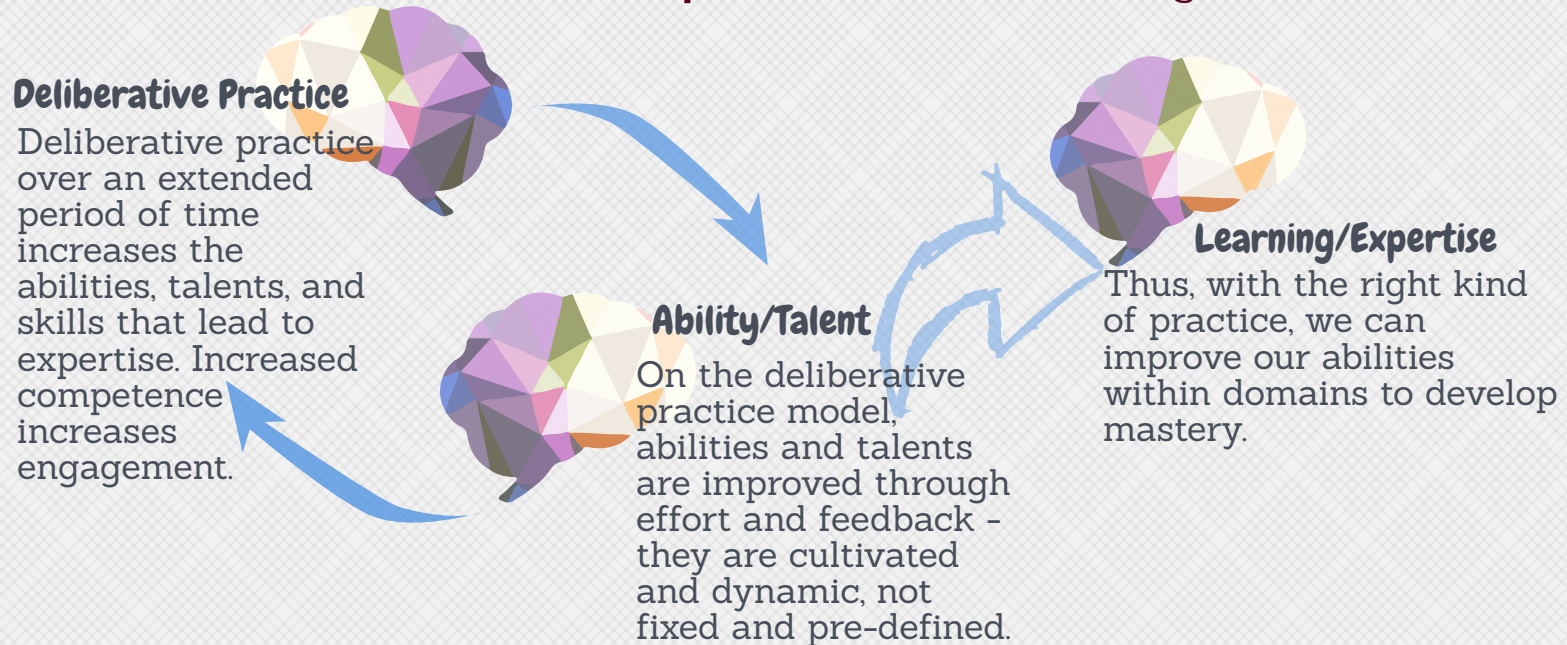 Deliberative Practice
Deliberative practice
over an extended
period of time
increases the
abilities, talents, and
skills that lead to
expertise. Increased
competence
increases
engagement.
Ability/Talent
On the deliberative
practice model,
abilities and talents
are improved through
effort and feedback -
they are cultivated
and dynamic, not
fixed and pre-defined.
Learning/Expertise
Thus, with the right kind
of practice, we can
improve our abilities
within domains to develop
mastery.